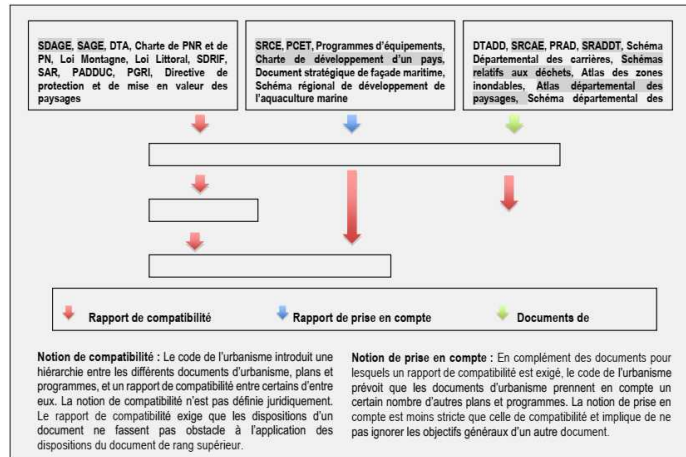 SDAGE, SAGE, DTA, Charte de PNR et de
PN, Loi Montagne, Loi Littoral, SDRIF,
SAR, PADDUC, PGRI, Directive de
protection et de mise en valeur des
paysages
SRCE, PCET, Programmes d'équipements,
Charte de développement d'un pays,
Document stratégique de façade maritime,
Schéma régional de développement de
l'aquaculture marine
DTADD, SRCAE, PRAD, SRADDT, Schéma
Départemental des carrières, Schémas
relatifs aux déchets, Atlas des zones
inondables, Atlas départemental des
paysages, Schéma départemental des
Rapport de compatibilité
Rapport de prise en compte
Documents de
Notion de compatibilité : Le code de l'urbanisme introduit une
hiérarchie entre les différents documents d'urbanisme, plans et
programmes, et un rapport de compatibilité entre certains d'entre
eux. La notion de compatibilité n'est pas définie juridiquement.
Le rapport de compatibilité exige que les dispositions d'un
document ne fassent pas obstacle à l'application des
dispositions du document de rang supérieur.
Notion de prise en compte : En complément des documents pour
lesquels un rapport de compatibilité est exigé, le code de l'urbanisme
prévoit que les documents d'urbanisme prennent en compte un
certain nombre d'autres plans et programmes. La notion de prise en
compte est moins stricte que celle de compatibilité et implique de ne
pas ignorer les objectifs généraux d'un autre document.